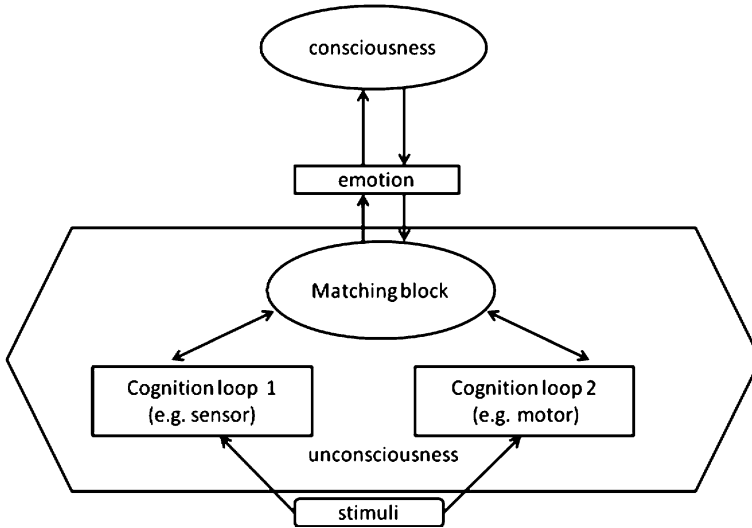 consciousness
emotion
Matching block
Cognition loop 1
(e.g. sensor)
Cognition loop 2
(e.g. motor)
unconsciousness
stimuli